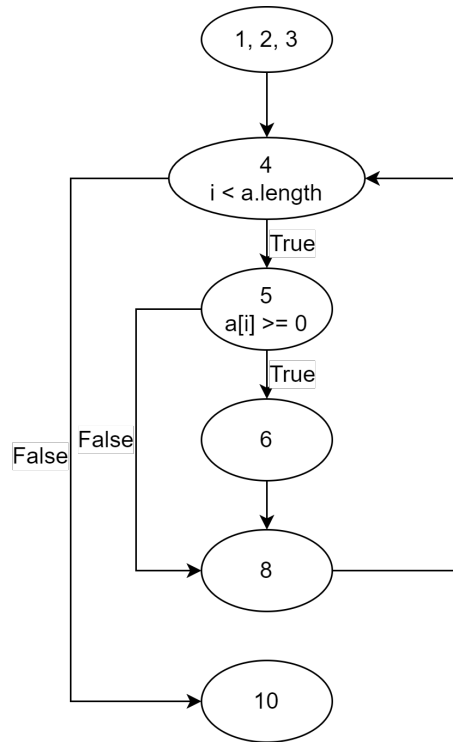 1, 2, 3
4
i < a.length
True
5
a[i] >= 0
True
False
False
6
8
10